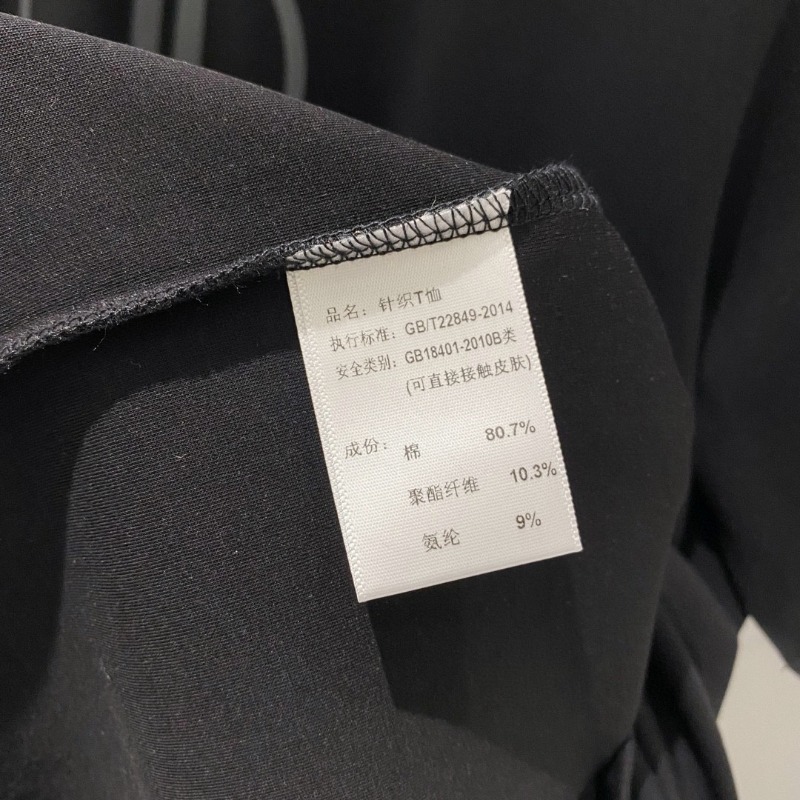 品名：针织T恤
执行标准：GB/T22849-2014
安全类别：GB18401-2010B类
(可直接接触皮肤)
成份：棉 80.7%
聚酯纤维 10.3%
氨纶 9%